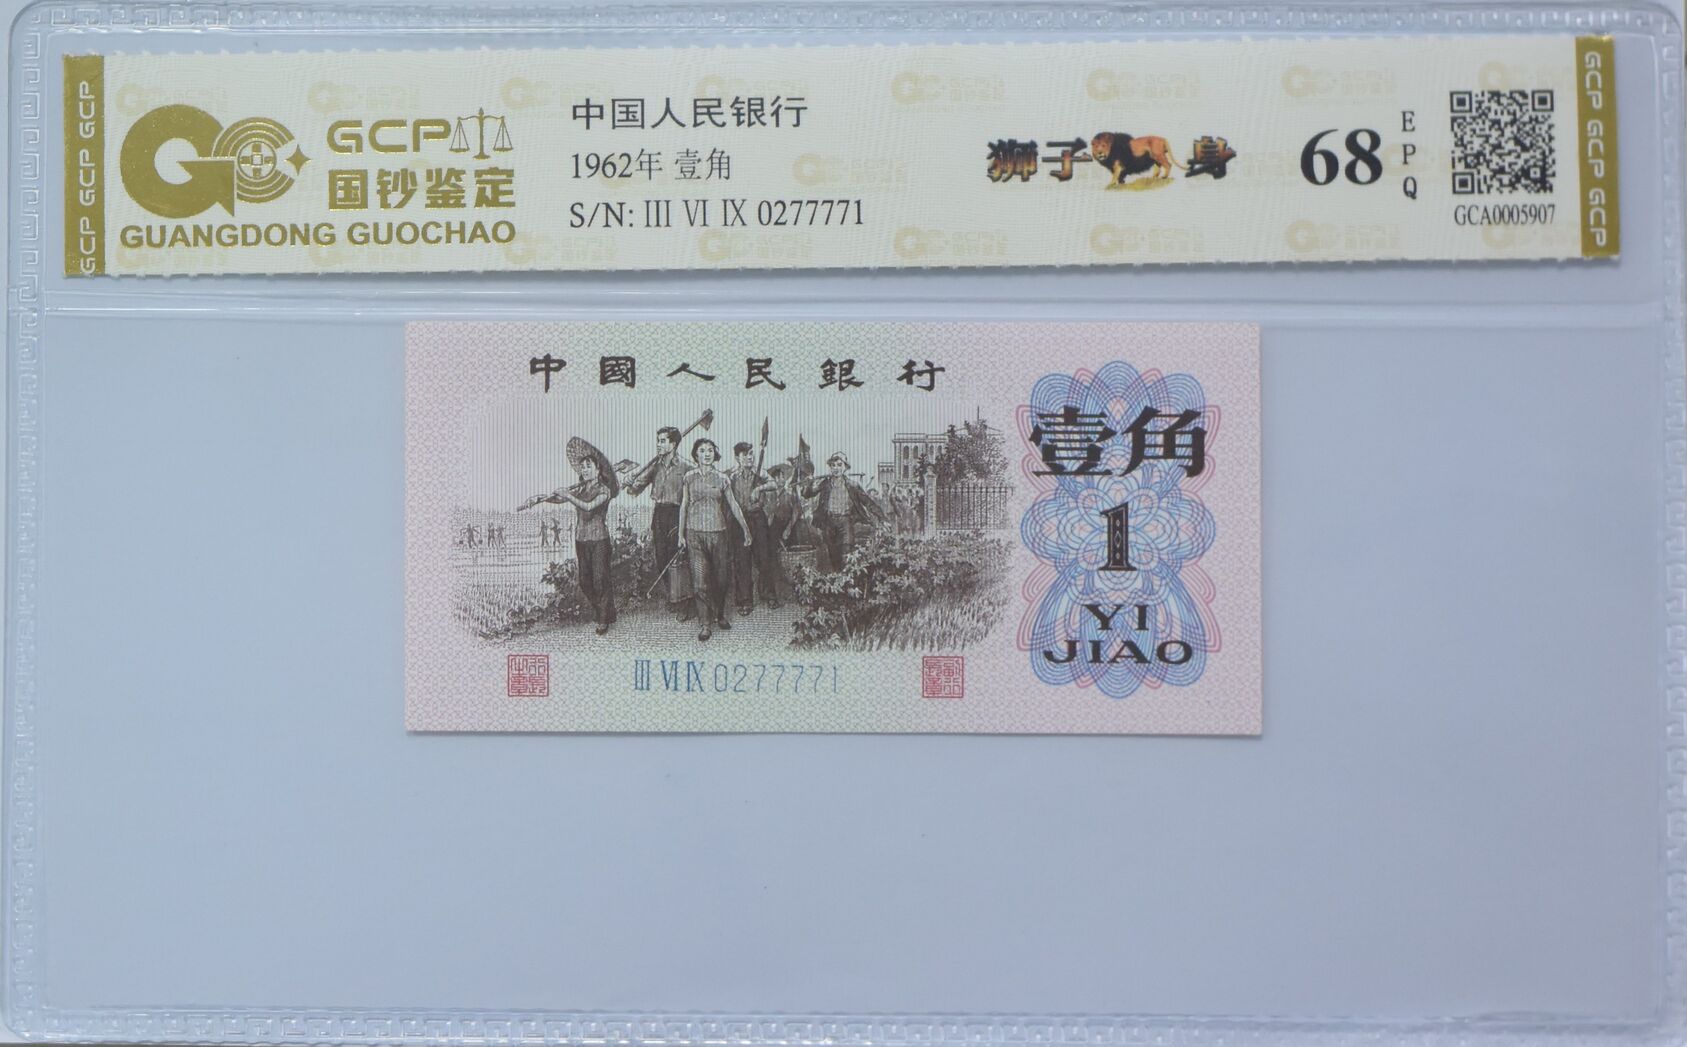 GCP GCP GCP
GCP
国钞鉴定
GUANGDONG GUOCHAO
中国人民银行
1962年 壹角
S/N: III VI IX 0277771
狮子 身
68
EPQ
GCA0005907
GCP GCP GCP
中國人民銀行
壹角
1
YI
JIAO
III VI IX 0277771